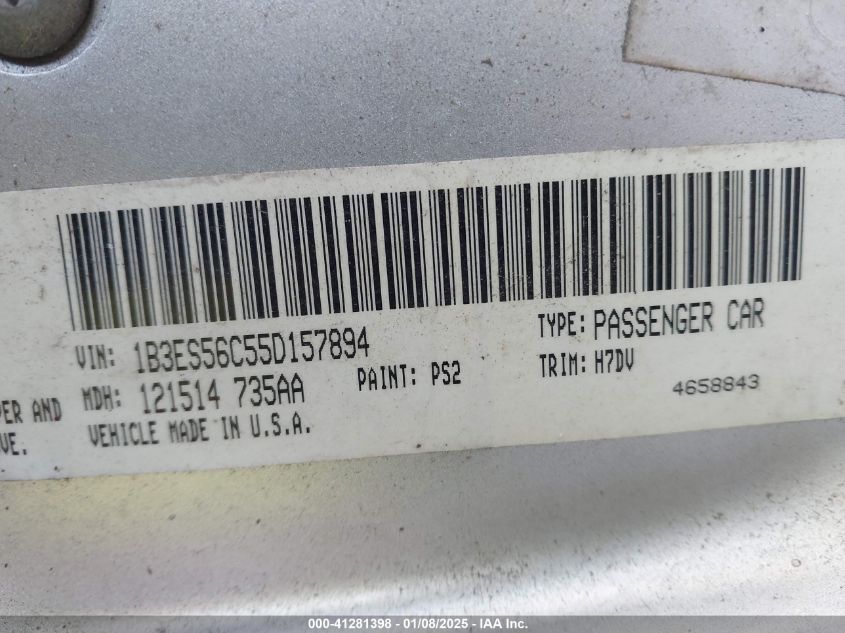 VIN: 1B3ES56C55D157894
TYPE: PASSENGER CAR
MDH: 121514 735AA
PAINT: PS2
TRIM: H7DV
4658843
PER AND
VE.
VEHICLE MADE IN U.S.A.
000-41281398 - 01/08/2025 - IAA Inc.